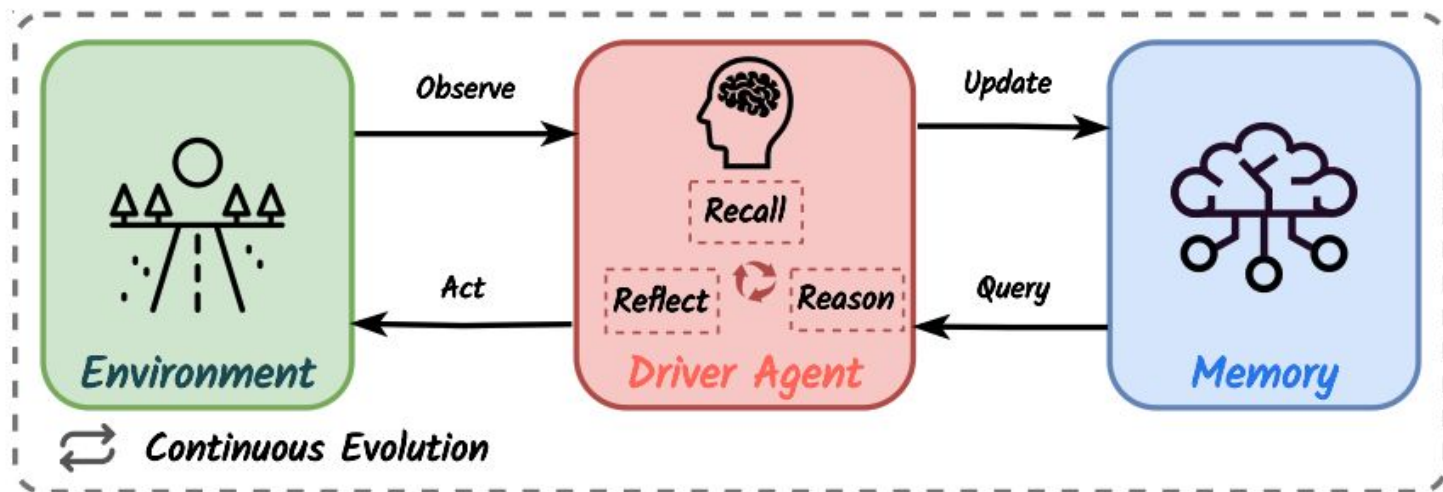 Observe
Update
Recall
Act
Reflect
Reason
Query
Environment
Driver Agent
Memory
Continuous Evolution